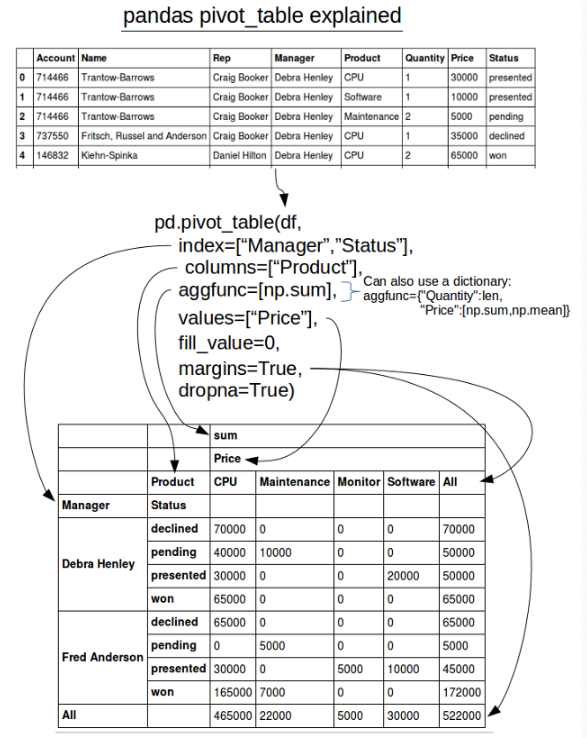 pandas pivot_table explained
Account Name Rep Manager Product Quantity Price Status
0 714466 Trantow-Barrows Craig Booker Debra Henley CPU 1 30000 presented
1 714466 Trantow-Barrows Craig Booker Debra Henley Software 1 10000 presented
2 714466 Trantow-Barrows Craig Booker Debra Henley Maintenance 2 5000 pending
3 737550 Fritsch, Russel and Anderson Craig Booker Debra Henley CPU 1 35000 declined
4 146832 Kiehn-Spinka Daniel Hilton Debra Henley CPU 2 65000 won
pd.pivot_table(df,
index=["Manager","Status"],
columns=["Product"],
aggfunc=[np.sum],
Can also use a dictionary:
aggfunc={"Quantity":len,
"Price":[np.sum,np.mean]}
values=["Price"],
fill_value=0,
margins=True,
dropna=True)
sum
Price
Product CPU Maintenance Monitor Software All
Manager Status
Debra Henley
declined 70000 0 0 0 70000
pending 40000 10000 0 0 50000
presented 30000 0 0 20000 50000
won 65000 0 0 0 65000
Fred Anderson
declined 65000 0 0 0 65000
pending 0 5000 0 0 5000
presented 30000 0 5000 10000 45000
won 165000 7000 0 0 172000
All 465000 22000 5000 30000 522000